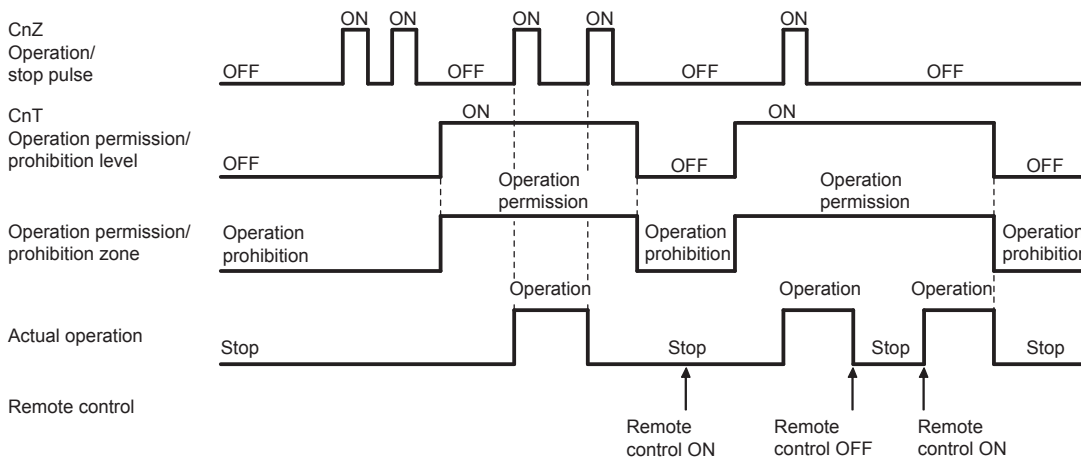 ON
ON
ON
ON
ON
CnZ
Operation/
stop pulse
OFF
OFF
OFF
OFF
CnT
Operation permission/
prohibition level
ON
ON
OFF
OFF
OFF
Operation
permission
Operation
permission
Operation permission/
prohibition zone
Operation
prohibition
Operation
prohibition
Operation
prohibition
Operation
Operation
Operation
Actual operation
Stop
Stop
Stop
Stop
Remote control
Remote
control ON
Remote
control OFF
Remote
control ON